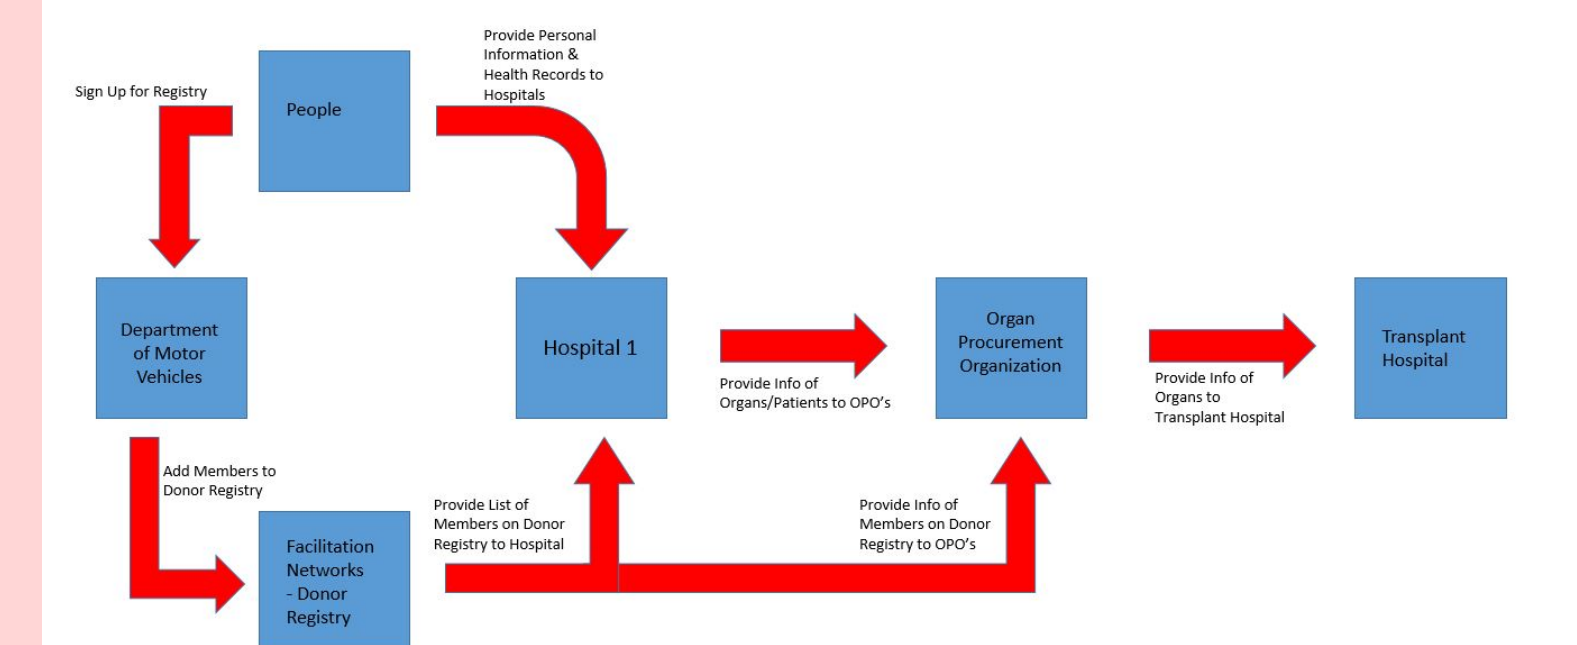 Provide Personal
Information &
Health Records to
Hospitals
Sign Up for Registry
People
Department
of Motor
Vehicles
Hospital 1
Organ
Procurement
Organization
Transplant
Hospital
Provide Info of
Organs/Patients to OPO's
Provide Info of
Organs to
Transplant Hospital
Add Members to
Donor Registry
Provide List of
Members on Donor
Registry to Hospital
Provide Info of
Members on Donor
Registry to OPO's
Facilitation
Networks
- Donor
Registry